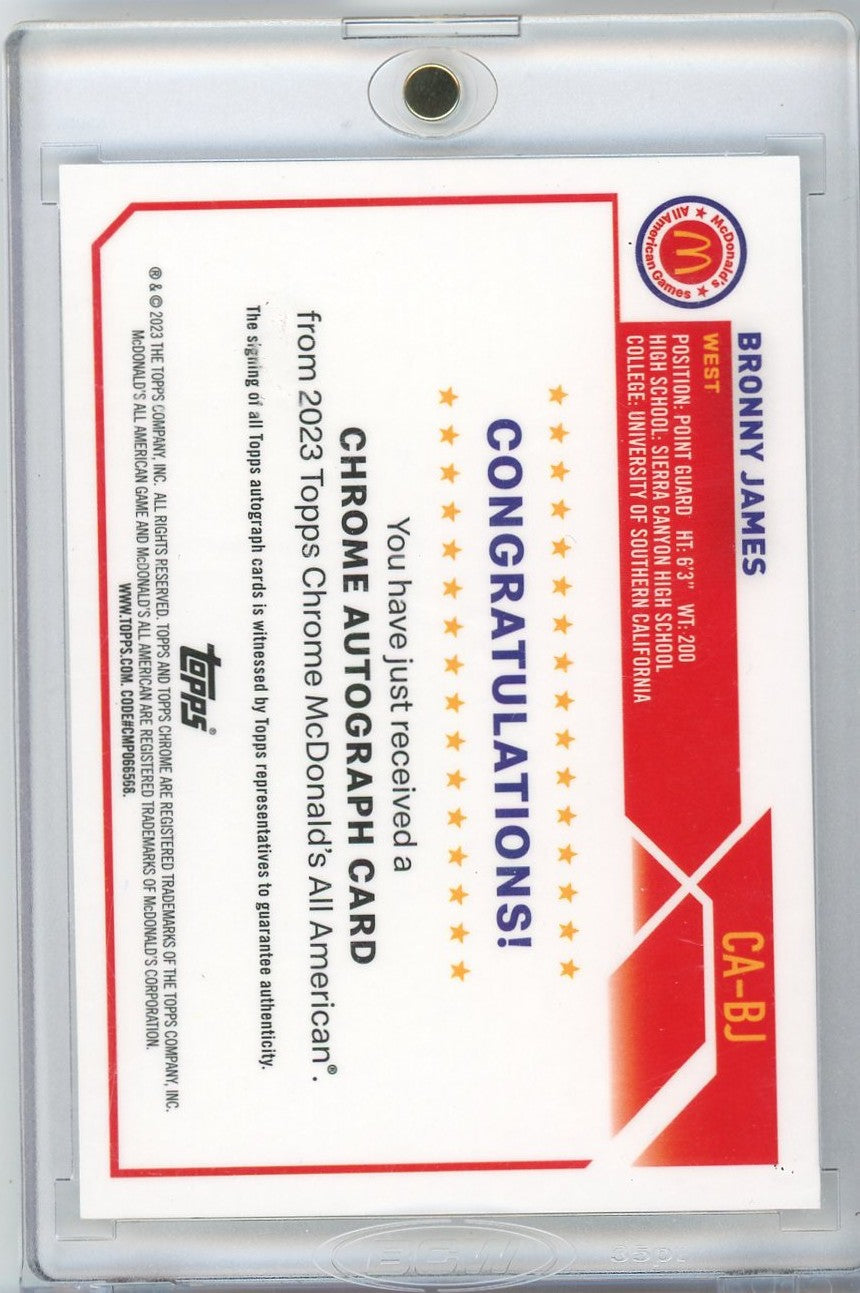 BRONNY JAMES
CA-BJ
McDonald's
All American Games
WEST
POSITION: POINT GUARD HT: 6'3" WT: 200
HIGH SCHOOL: SIERRA CANYON HIGH SCHOOL
COLLEGE: UNIVERSITY OF SOUTHERN CALIFORNIA
CONGRATULATIONS!
You have just received a
CHROME AUTOGRAPH CARD
from 2023 Topps Chrome McDonald's All American®.
The signing of all Topps autograph cards is witnessed by Topps representatives to guarantee authenticity.
topps®
® & © 2023 THE TOPPS COMPANY, INC. ALL RIGHTS RESERVED. TOPPS AND TOPPS CHROME ARE REGISTERED TRADEMARKS OF THE TOPPS COMPANY, INC.
McDONALD'S ALL AMERICAN GAME AND McDONALD'S ALL AMERICAN ARE REGISTERED TRADEMARKS OF McDONALD'S CORPORATION.
WWW.TOPPS.COM. CODE#CMP066568.
BCW
35pt